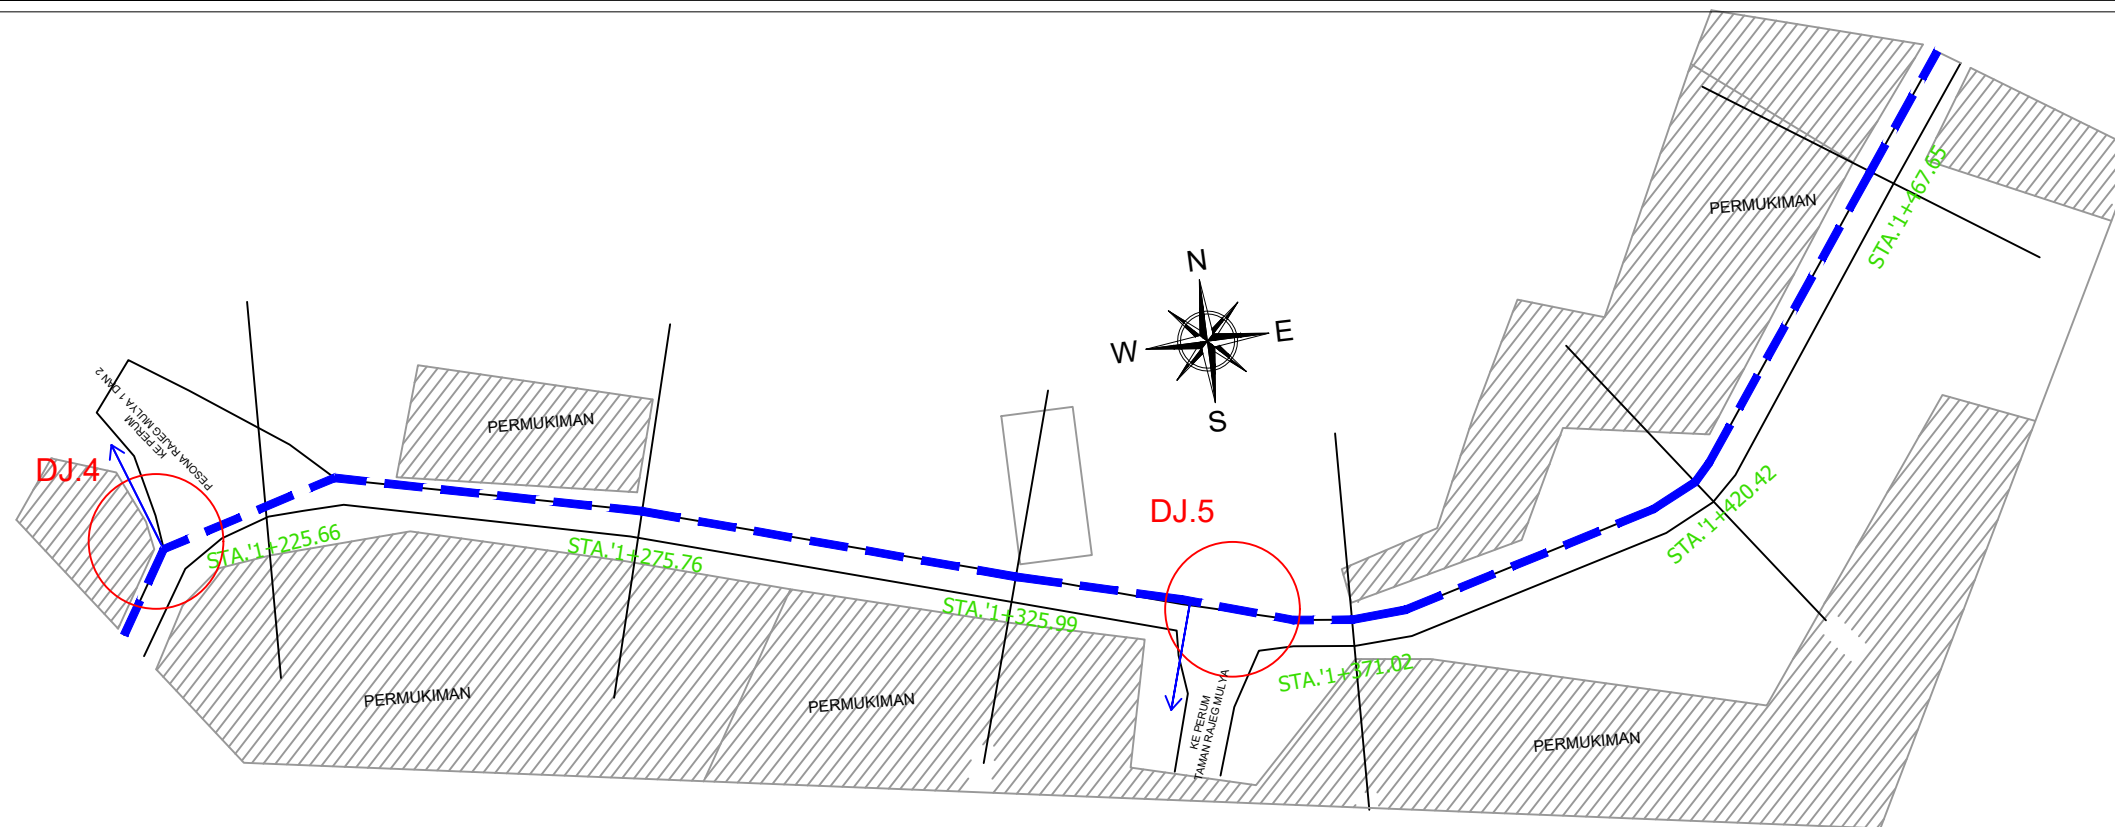 STA.'1+467.65
PERMUKIMAN
N
W
E
S
KE PERUM
PESONA RAJEG MULYA 1 DAN 2
PERMUKIMAN
DJ.4
DJ.5
STA.'1+225.66
STA.'1+275.76
STA.'1+325.99
STA.'1+420.42
STA.'1+371.02
PERMUKIMAN
PERMUKIMAN
KE PERUM
TAMAN RAJEG MULYA
PERMUKIMAN